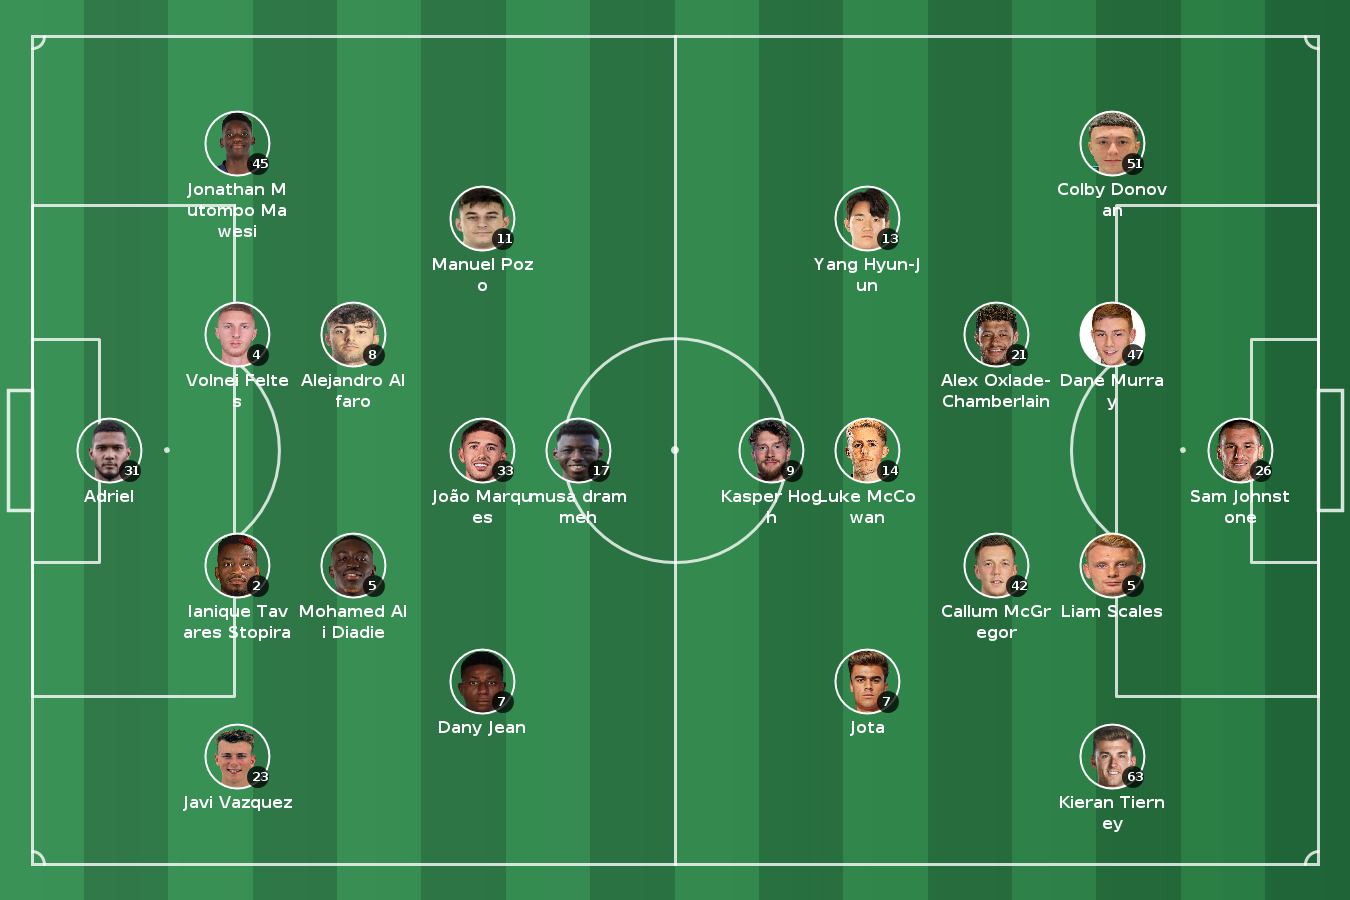 45
Jonathan M
utombo Ma
wesi
51
Colby Donov
an
11
Manuel Poz
o
13
Yang Hyun-J
un
4
Volnei Felte
s
8
Alejandro Al
faro
21
Alex Oxlade-
Chamberlain
47
Dane Murra
y
31
Adriel
33
João Marqu
es
17
musa dram
meh
9
Kasper Hog
h
14
Luke McCo
wan
26
Sam Johnst
one
2
Ianique Tav
ares Stopira
5
Mohamed Al
i Diadie
42
Callum McGr
egor
5
Liam Scales
7
Dany Jean
7
Jota
23
Javi Vazquez
63
Kieran Tiern
ey